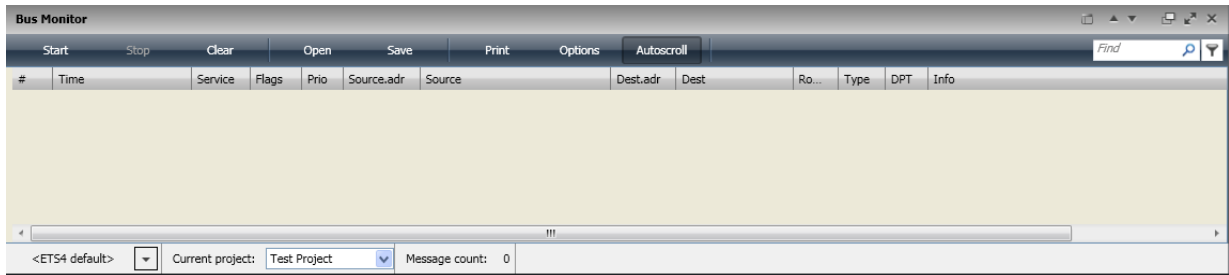 Bus Monitor
Start Stop Clear Open Save Print Options Autoscroll Find
# Time Service Flags Prio Source.adr Source Dest.adr Dest Ro... Type DPT Info
<ETS4 default> Current project: Test Project Message count: 0